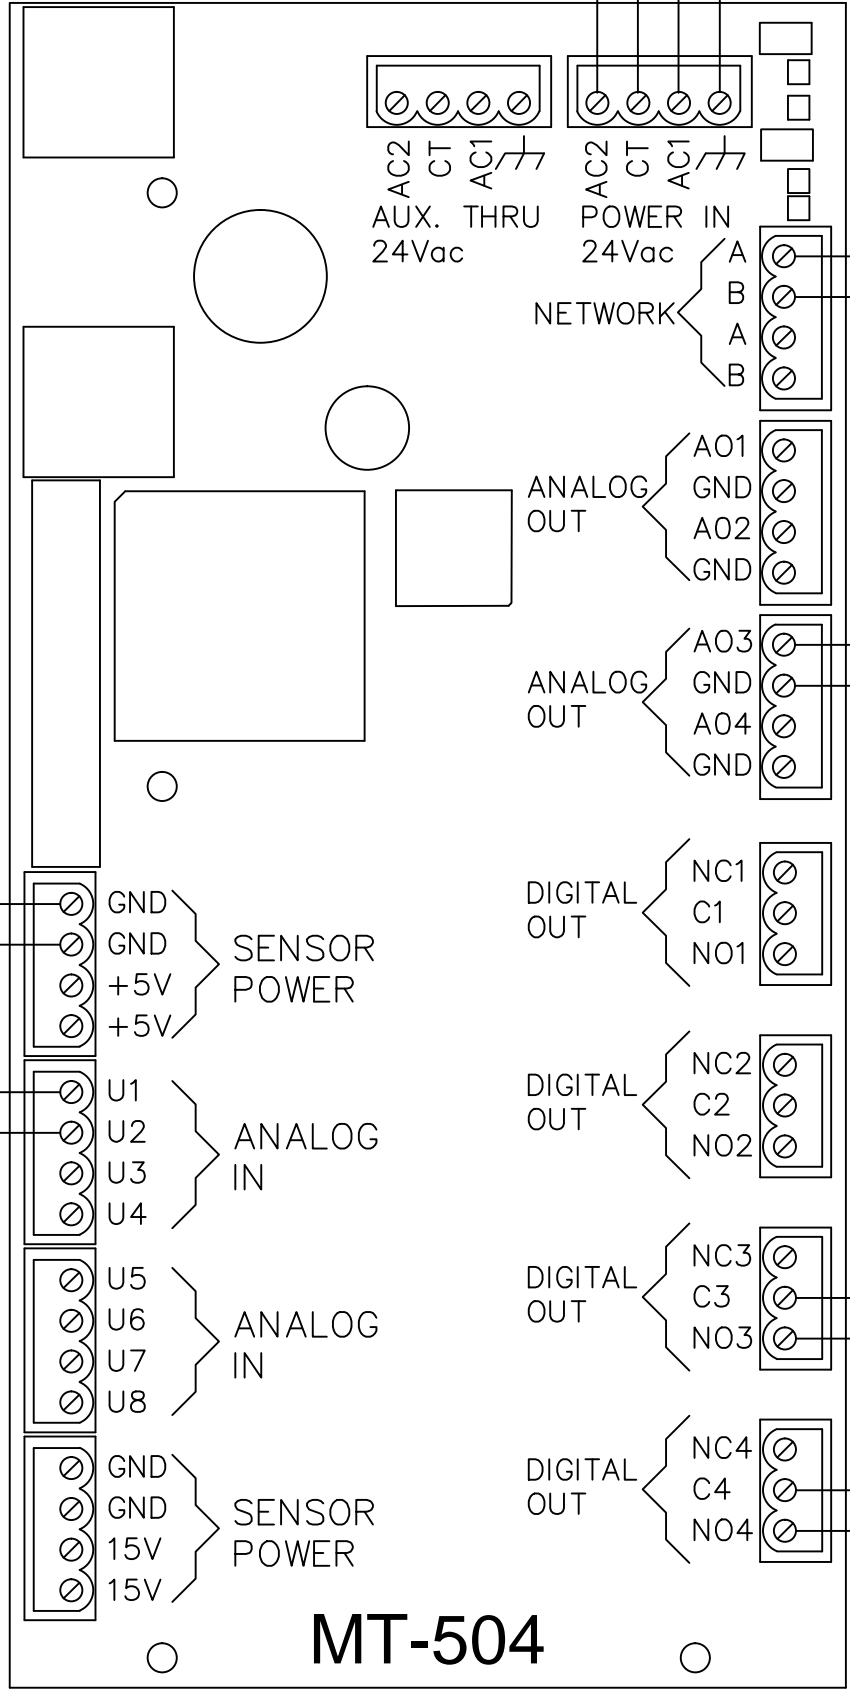 AC2
CT
AC1
AUX. THRU
24Vac
AC2
CT
AC1
POWER IN
24Vac
NETWORK
A
B
A
B
ANALOG
OUT
AO1
GND
AO2
GND
ANALOG
OUT
AO3
GND
AO4
GND
DIGITAL
OUT
NC1
C1
NO1
GND
GND
+5V
+5V
SENSOR
POWER
DIGITAL
OUT
NC2
C2
NO2
U1
U2
U3
U4
ANALOG
IN
DIGITAL
OUT
NC3
C3
NO3
U5
U6
U7
U8
ANALOG
IN
DIGITAL
OUT
NC4
C4
NO4
GND
GND
15V
15V
SENSOR
POWER
MT-504